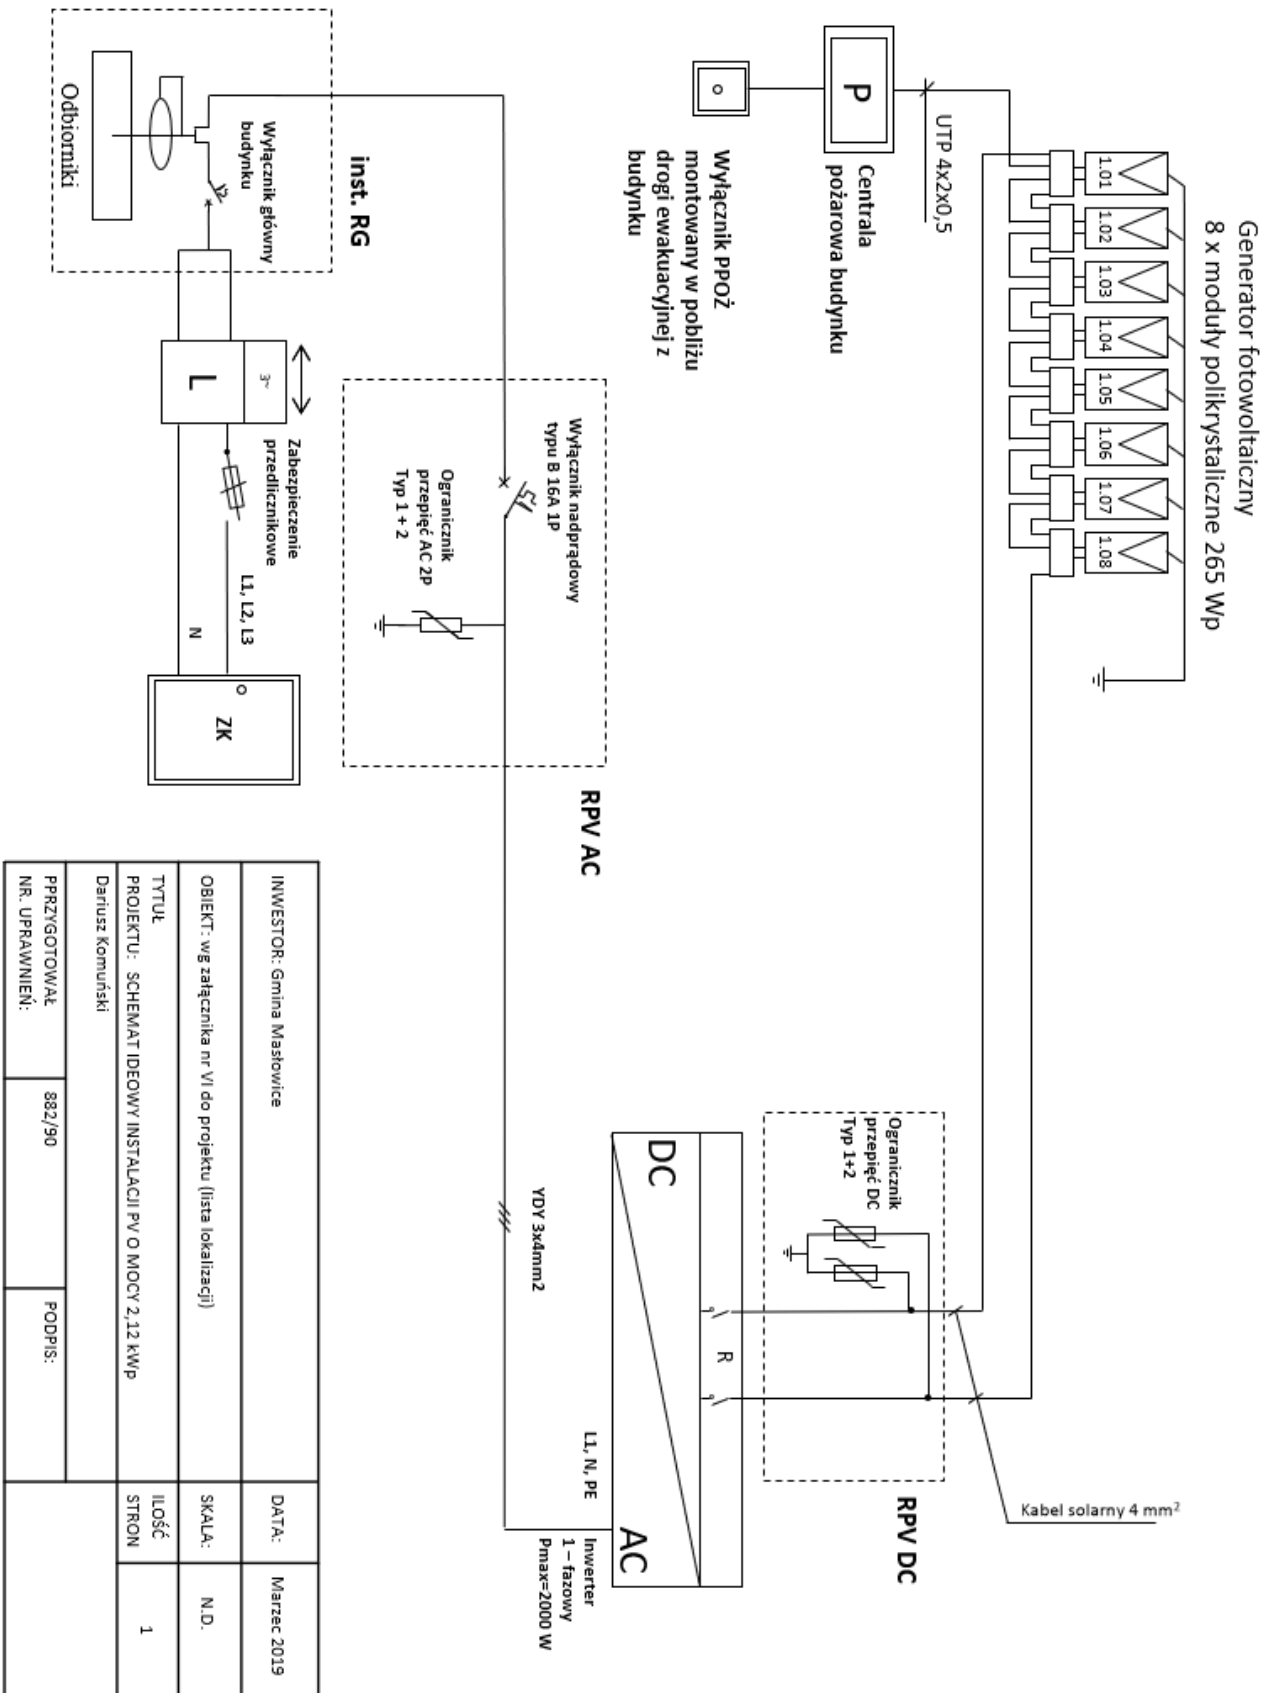 Generator fotowoltaiczny
8 x moduły polikrystaliczne 265 Wp
1.01
1.02
1.03
1.04
1.05
1.06
1.07
1.08
UTP 4x2x0,5
P
Centrala
pożarowa budynku
Wyłącznik PPOŻ
montowany w pobliżu
drogi ewakuacyjnej z
budynku
Kabel solarny 4 mm²
RPV DC
Ogranicznik
przepięć DC
Typ 1+2
R
DC
AC
L1, N, PE
Inwerter
1 – fazowy
Pmax=2000 W
YDY 3x4mm2
RPV AC
Wyłącznik nadprądowy
typu B 16A 1P
Ogranicznik
przepięć AC 2P
Typ 1 + 2
inst. RG
Wyłącznik główny
budynku
Odbiorniki
3~
L
Zabezpieczenie
przedlicznikowe
L1, L2, L3
N
ZK
INWESTOR: Gmina Masłowice
DATA:
Marzec 2019
OBIEKT: wg załącznika nr VI do projektu (lista lokalizacji)
SKALA:
N.D.
TYTUŁ
PROJEKTU: SCHEMAT IDEOWY INSTALACJI PV O MOCY 2,12 kWp
ILOŚĆ
STRON
1
Dariusz Komuński
PPRZYGOTOWAŁ
NR. UPRAWNIEŃ:
882/90
PODPIS: